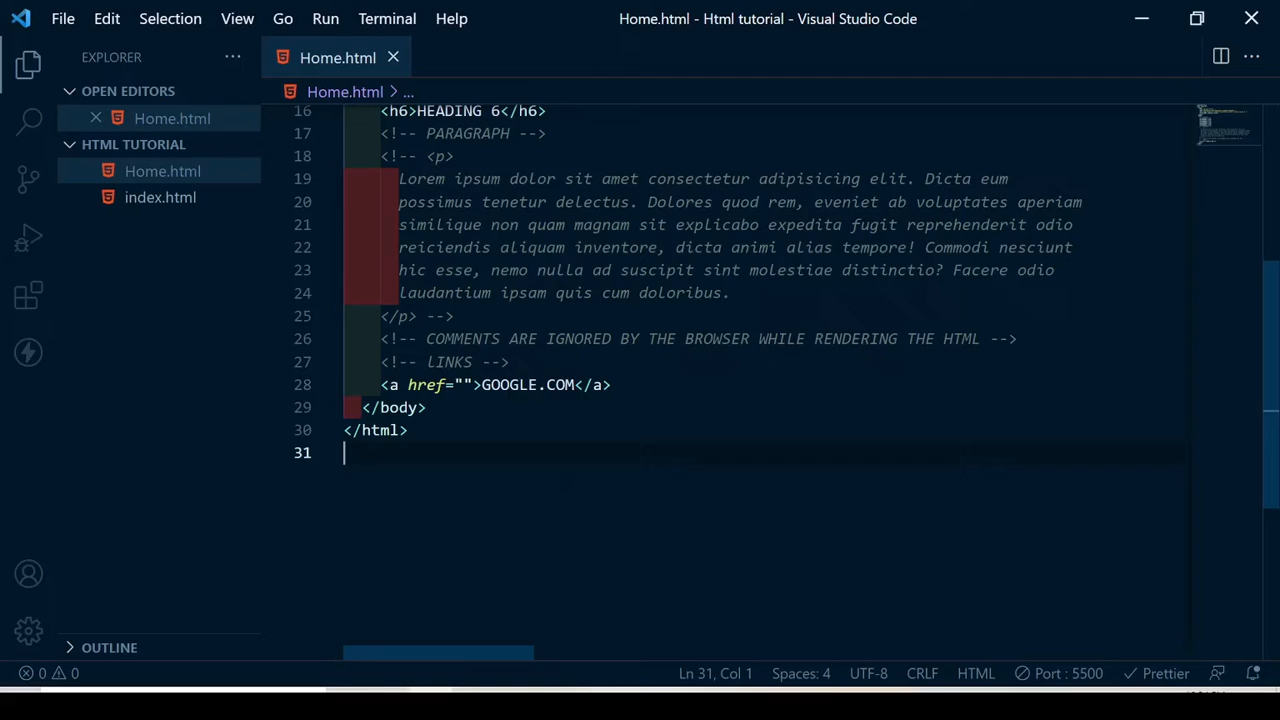 File Edit Selection View Go Run Terminal Help Home.html - Html tutorial - Visual Studio Code
EXPLORER ···
OPEN EDITORS
Home.html
HTML TUTORIAL
Home.html
index.html
OUTLINE
Home.html
Home.html > ...
16 <h6>HEADING 6</h6>
17 <!-- PARAGRAPH -->
18 <!-- <p>
19 Lorem ipsum dolor sit amet consectetur adipisicing elit. Dicta eum
20 possimus tenetur delectus. Dolores quod rem, eveniet ab voluptates aperiam
21 similique non quam magnam sit explicabo expedita fugit reprehenderit odio
22 reiciendis aliquam inventore, dicta animi alias tempore! Commodi nesciunt
23 hic esse, nemo nulla ad suscipit sint molestiae distinctio? Facere odio
24 laudantium ipsam quis cum doloribus.
25 </p> -->
26 <!-- COMMENTS ARE IGNORED BY THE BROWSER WHILE RENDERING THE HTML -->
27 <!-- lINKS -->
28 <a href="">GOOGLE.COM</a>
29 </body>
30 </html>
31
0 0 Ln 31, Col 1 Spaces: 4 UTF-8 CRLF HTML Port : 5500 Prettier